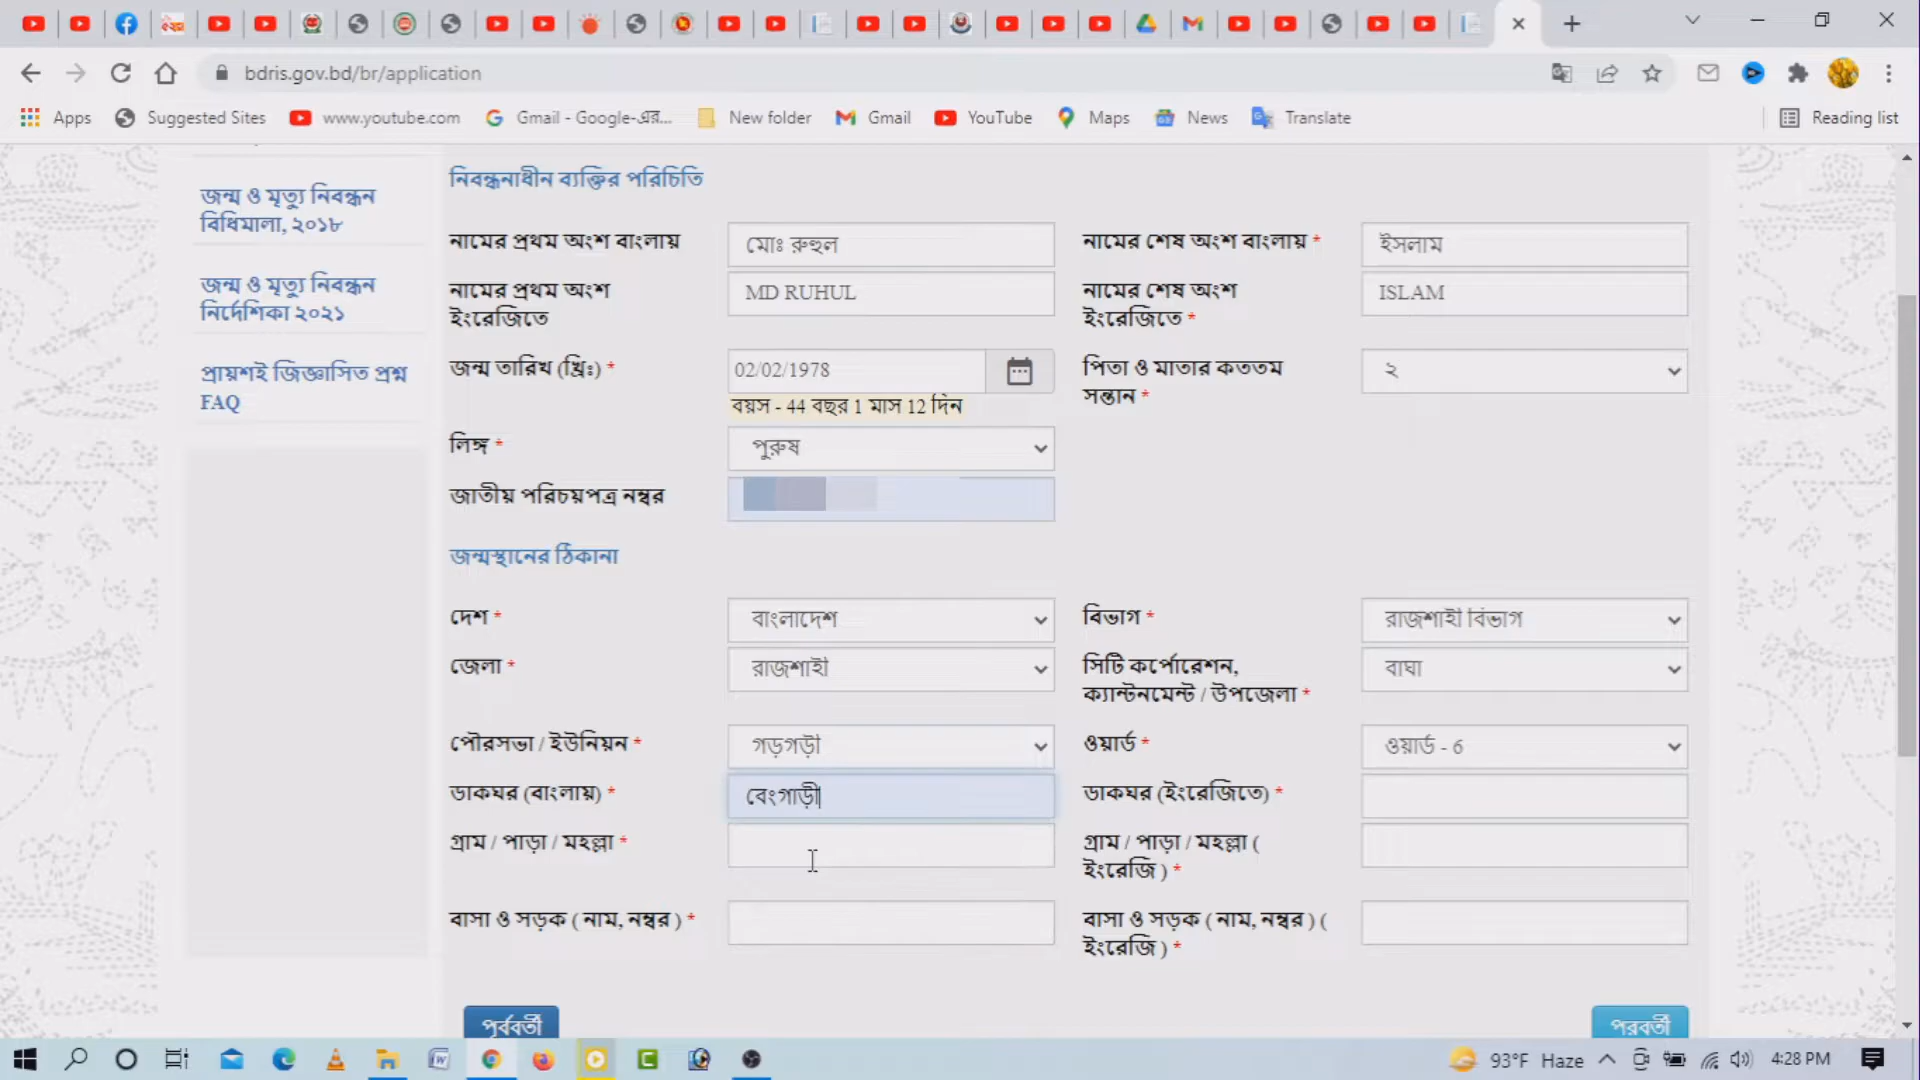 bdris.gov.bd/br/application
Apps Suggested Sites www.youtube.com Gmail - Google-এর... New folder Gmail YouTube Maps News Translate Reading list
জন্ম ও মৃত্যু নিবন্ধন
বিধিমালা, ২০১৮
জন্ম ও মৃত্যু নিবন্ধন
নির্দেশিকা ২০২১
প্রায়শই জিজ্ঞাসিত প্রশ্ন
FAQ
নিবন্ধনাধীন ব্যক্তির পরিচিতি
নামের প্রথম অংশ বাংলায় মোঃ রুহুল নামের শেষ অংশ বাংলায় * ইসলাম
নামের প্রথম অংশ MD RUHUL নামের শেষ অংশ ISLAM
ইংরেজিতে ইংরেজিতে *
জন্ম তারিখ (খ্রিঃ) * 02/02/1978 পিতা ও মাতার কততম ২
সন্তান *
বয়স - 44 বছর 1 মাস 12 দিন
লিঙ্গ * পুরুষ
জাতীয় পরিচয়পত্র নম্বর
জন্মস্থানের ঠিকানা
দেশ * বাংলাদেশ বিভাগ * রাজশাহী বিভাগ
জেলা * রাজশাহী সিটি কর্পোরেশন, বাঘা
ক্যান্টনমেন্ট / উপজেলা *
পৌরসভা / ইউনিয়ন * গড়গড়ী ওয়ার্ড * ওয়ার্ড - 6
ডাকঘর (বাংলায়) * বেংগাড়ী ডাকঘর (ইংরেজিতে) *
গ্রাম / পাড়া / মহল্লা * গ্রাম / পাড়া / মহল্লা (
ইংরেজি ) *
বাসা ও সড়ক ( নাম, নম্বর ) * বাসা ও সড়ক ( নাম, নম্বর ) (
ইংরেজি ) *
পূর্ববর্তী পরবর্তী
93°F Haze 4:28 PM